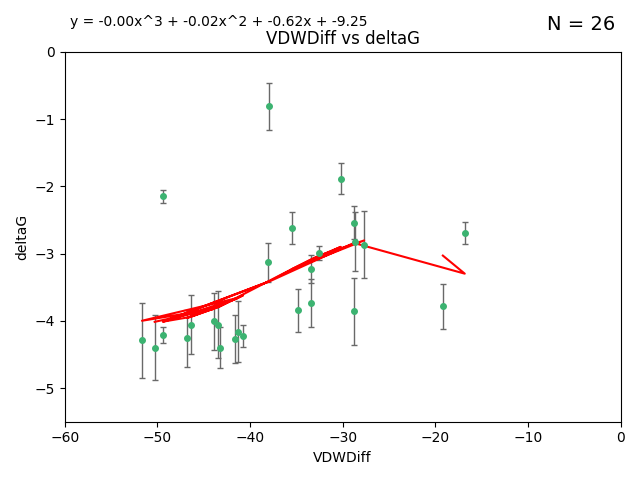 y = -0.00x^3 + -0.02x^2 + -0.62x + -9.25
N = 26
VDWDiff vs deltaG
0
−1
−2
−3
−4
−5
deltaG
−60
−50
−40
−30
−20
−10
0
VDWDiff